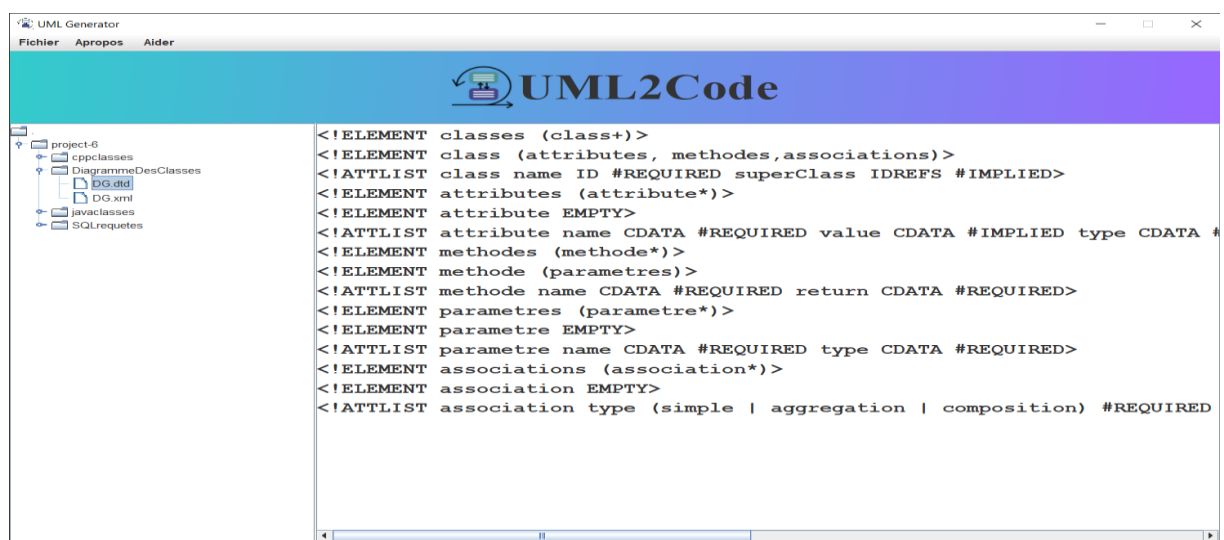 UML Generator
Fichier Apropos Aider
UML2Code
.
project-6
cppclasses
DiagrammeDesClasses
DG.dtd
DG.xml
javaclasses
SQLrequetes
<!ELEMENT classes (class+)>
<!ELEMENT class (attributes, methodes,associations)>
<!ATTLIST class name ID #REQUIRED superClass IDREFS #IMPLIED>
<!ELEMENT attributes (attribute*)>
<!ELEMENT attribute EMPTY>
<!ATTLIST attribute name CDATA #REQUIRED value CDATA #IMPLIED type CDATA #
<!ELEMENT methodes (methode*)>
<!ELEMENT methode (parametres)>
<!ATTLIST methode name CDATA #REQUIRED return CDATA #REQUIRED>
<!ELEMENT parametres (parametre*)>
<!ELEMENT parametre EMPTY>
<!ATTLIST parametre name CDATA #REQUIRED type CDATA #REQUIRED>
<!ELEMENT associations (association*)>
<!ELEMENT association EMPTY>
<!ATTLIST association type (simple | aggregation | composition) #REQUIRED